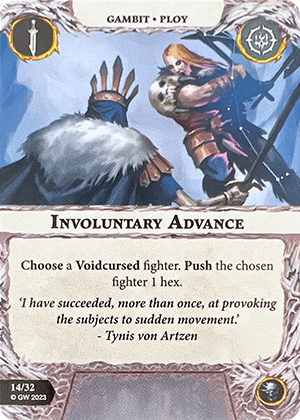 GAMBIT • PLOY
INVOLUNTARY ADVANCE
Choose a Voidcursed fighter. Push the chosen
fighter 1 hex.
‘I have succeeded, more than once, at provoking
the subjects to sudden movement.’
- Tynis von Artzen
14/32
© GW 2023